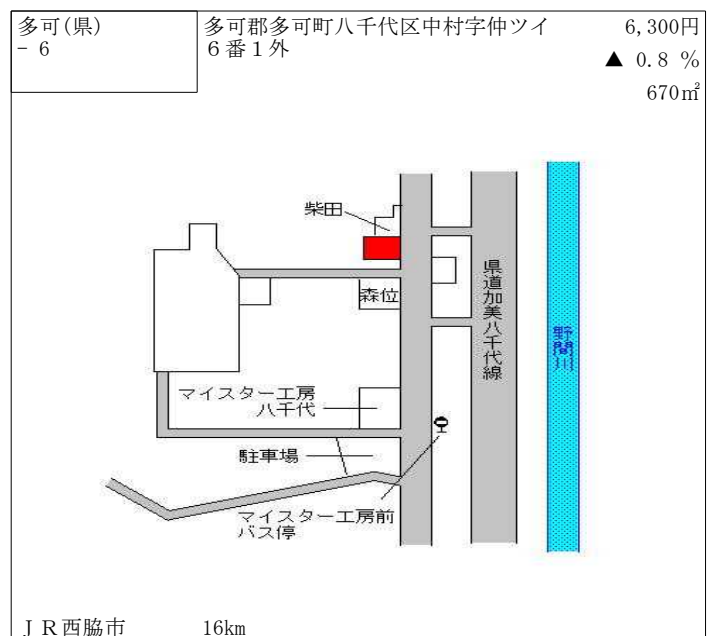 多可(県)
－6
多可郡多可町八千代区中村字仲ツイ
６番１外
6,300円
▲ 0.8 %
670㎡
柴田
森位
県道加美八千代線
野間川
マイスター工房
八千代
駐車場
マイスター工房前
バス停
ＪＲ西脇市 16km